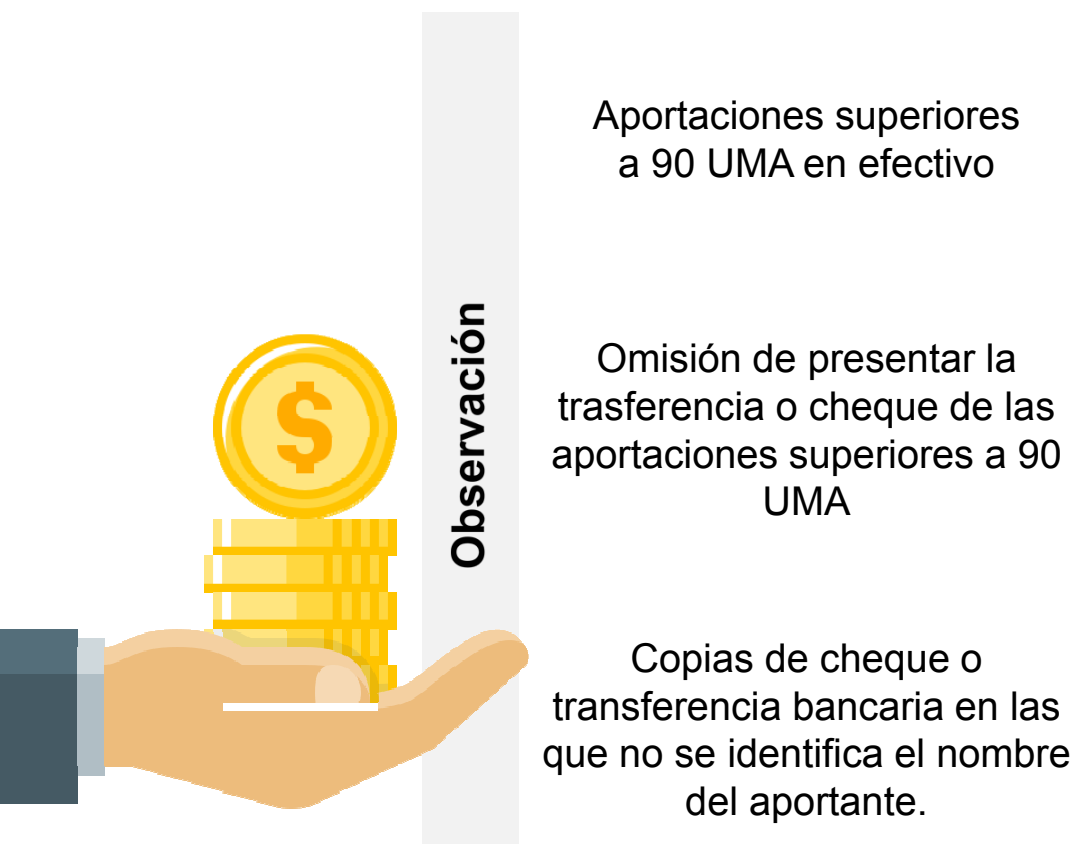 Observación
Aportaciones superiores
a 90 UMA en efectivo
Omisión de presentar la
trasferencia o cheque de las
aportaciones superiores a 90
UMA
Copias de cheque o
transferencia bancaria en las
que no se identifica el nombre
del aportante.
$